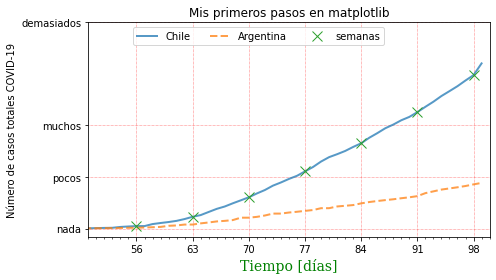 Mis primeros pasos en matplotlib
Chile
Argentina
semanas
Número de casos totales COVID-19
demasiados
muchos
pocos
nada
56
63
70
77
84
91
98
Tiempo [días]